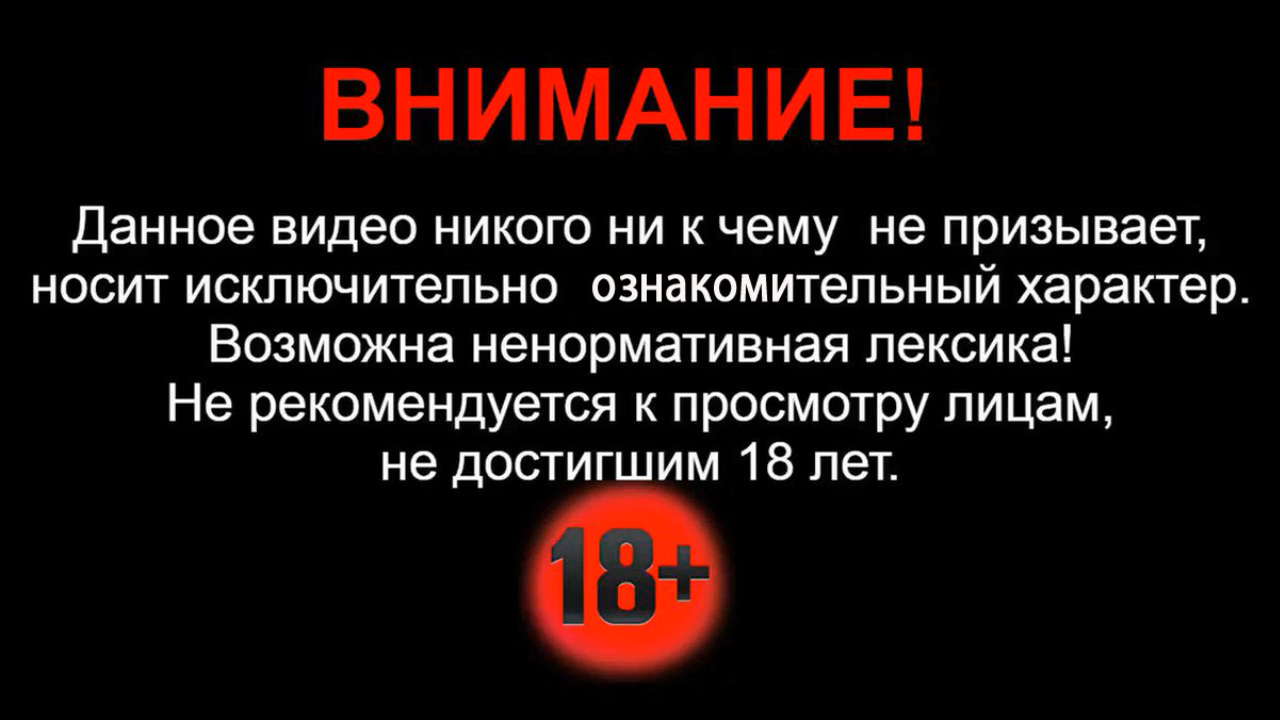 ВНИМАНИЕ!
Данное видео никого ни к чему не призывает,
носит исключительно ознакомительный характер.
Возможна ненормативная лексика!
Не рекомендуется к просмотру лицам,
не достигшим 18 лет.
18+